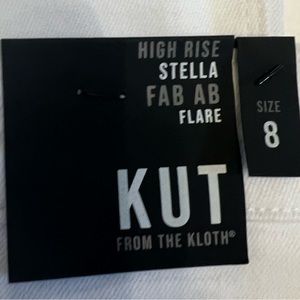 HIGH RISE
STELLA
FAB AB
FLARE
KUT
FROM THE KLOTH®
SIZE
8